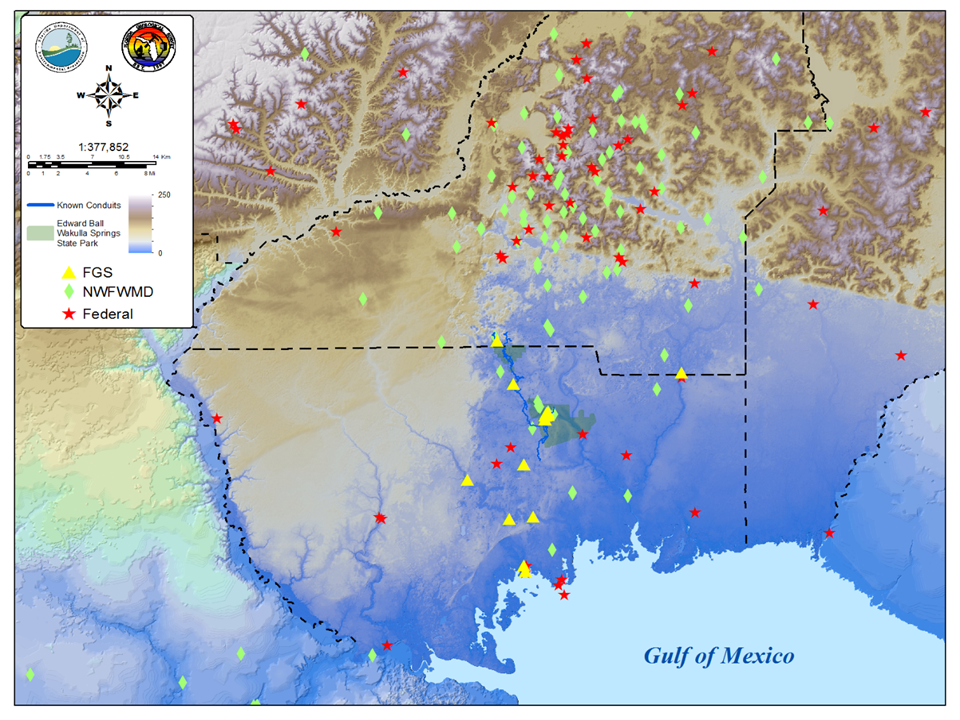 N
W E
S
1:377,852
0 1.75 3.5 7 10.5 14 Km
0 2 4 6 8 Mi
Known Conduits
Edward Ball
Wakulla Springs
State Park
250
0
FGS
NWFWMD
Federal
Gulf of Mexico